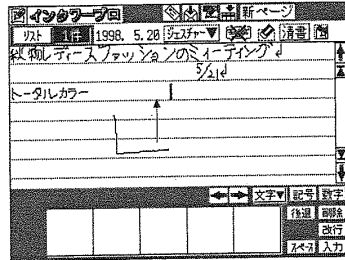 インクワープロ 新ページ
リスト 1件 1998. 5.20 ジェスチャー▼ 清書
秋物レディースファッションのミーティング↲
5/21↲
トータルカラー
文字▼ 記号 数字
後退 削除
改行
スペース 入力